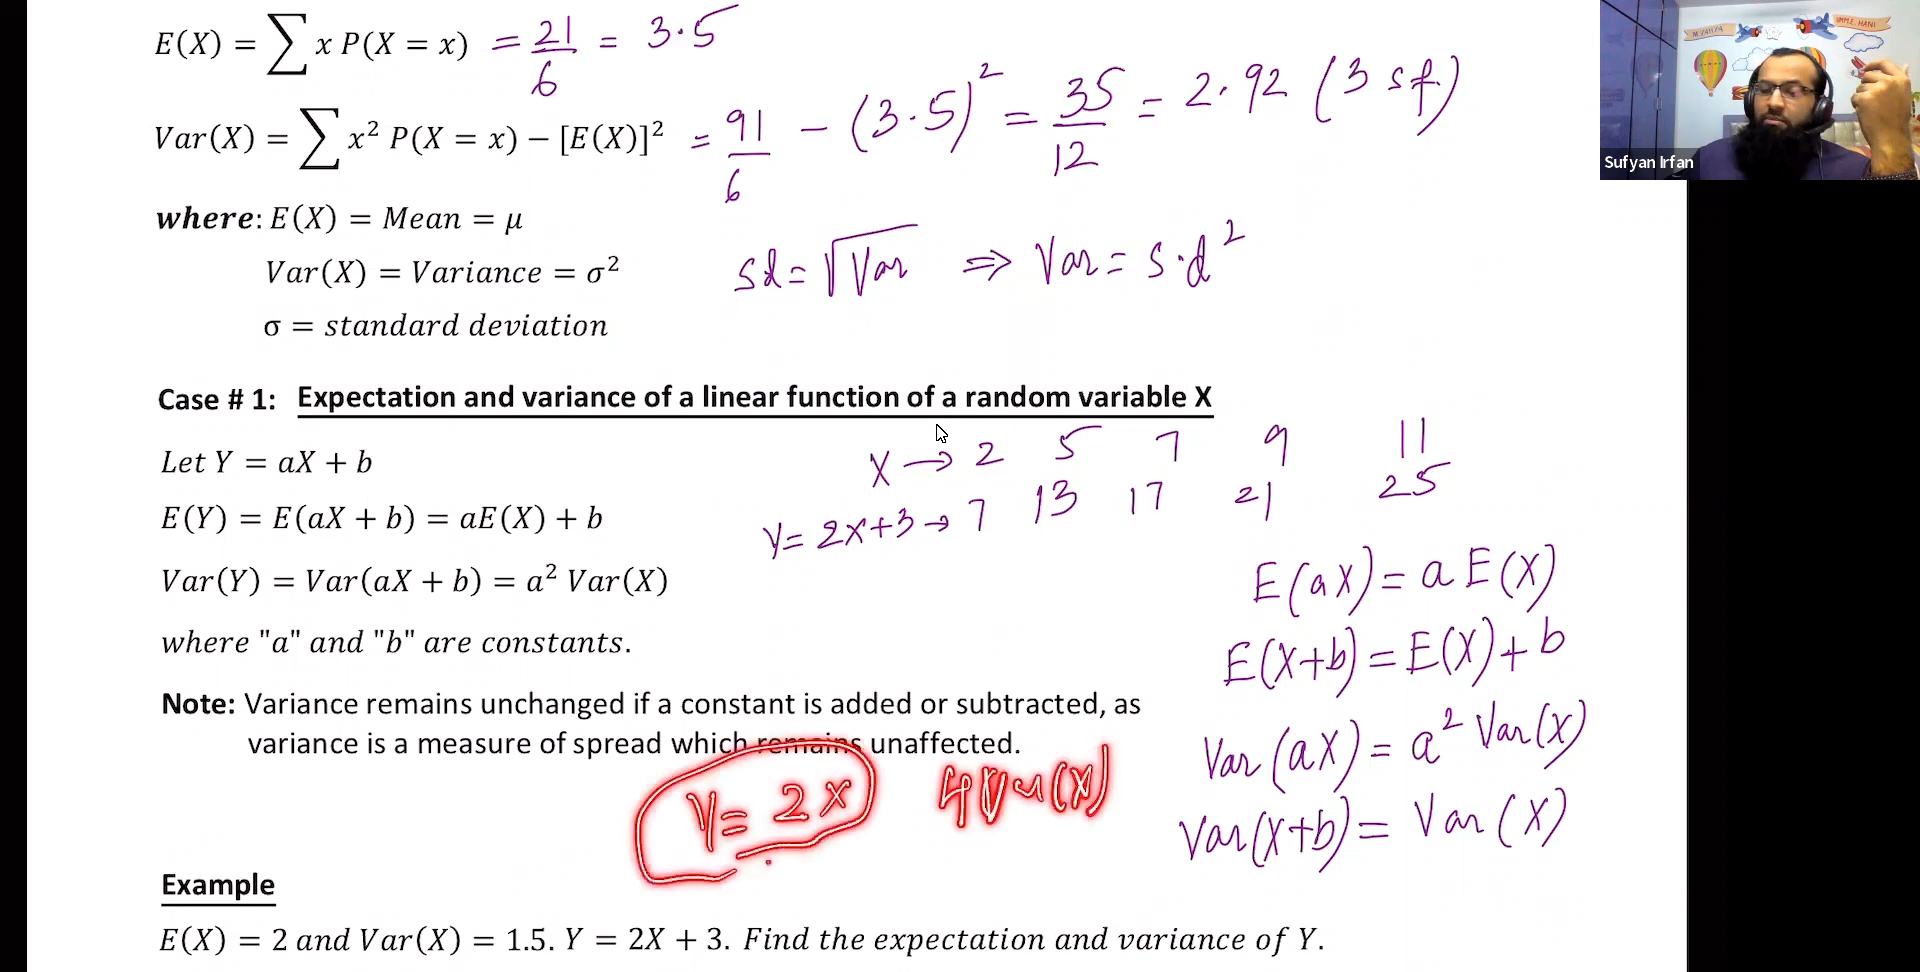 E(X) = ∑ x P(X = x) = 21/6 = 3.5
Var(X) = ∑ x² P(X = x) − [E(X)]² = 91/6 − (3.5)² = 35/12 = 2.92 (3 sf)
Sufyan Irfan
where: E(X) = Mean = μ
Var(X) = Variance = σ²
sd = √Var ⇒ Var = s.d²
σ = standard deviation
Case # 1: Expectation and variance of a linear function of a random variable X
X → 2 5 7 9 11
Let Y = aX + b
Y = 2X+3 → 7 13 17 21 25
E(Y) = E(aX + b) = aE(X) + b
Var(Y) = Var(aX + b) = a² Var(X)
E(aX) = a E(X)
where "a" and "b" are constants.
E(X+b) = E(X) + b
Note: Variance remains unchanged if a constant is added or subtracted, as
variance is a measure of spread which remains unaffected.
Var(aX) = a² Var(X)
Y = 2X 4Var(X)
Var(X+b) = Var(X)
Example
E(X) = 2 and Var(X) = 1.5. Y = 2X + 3. Find the expectation and variance of Y.